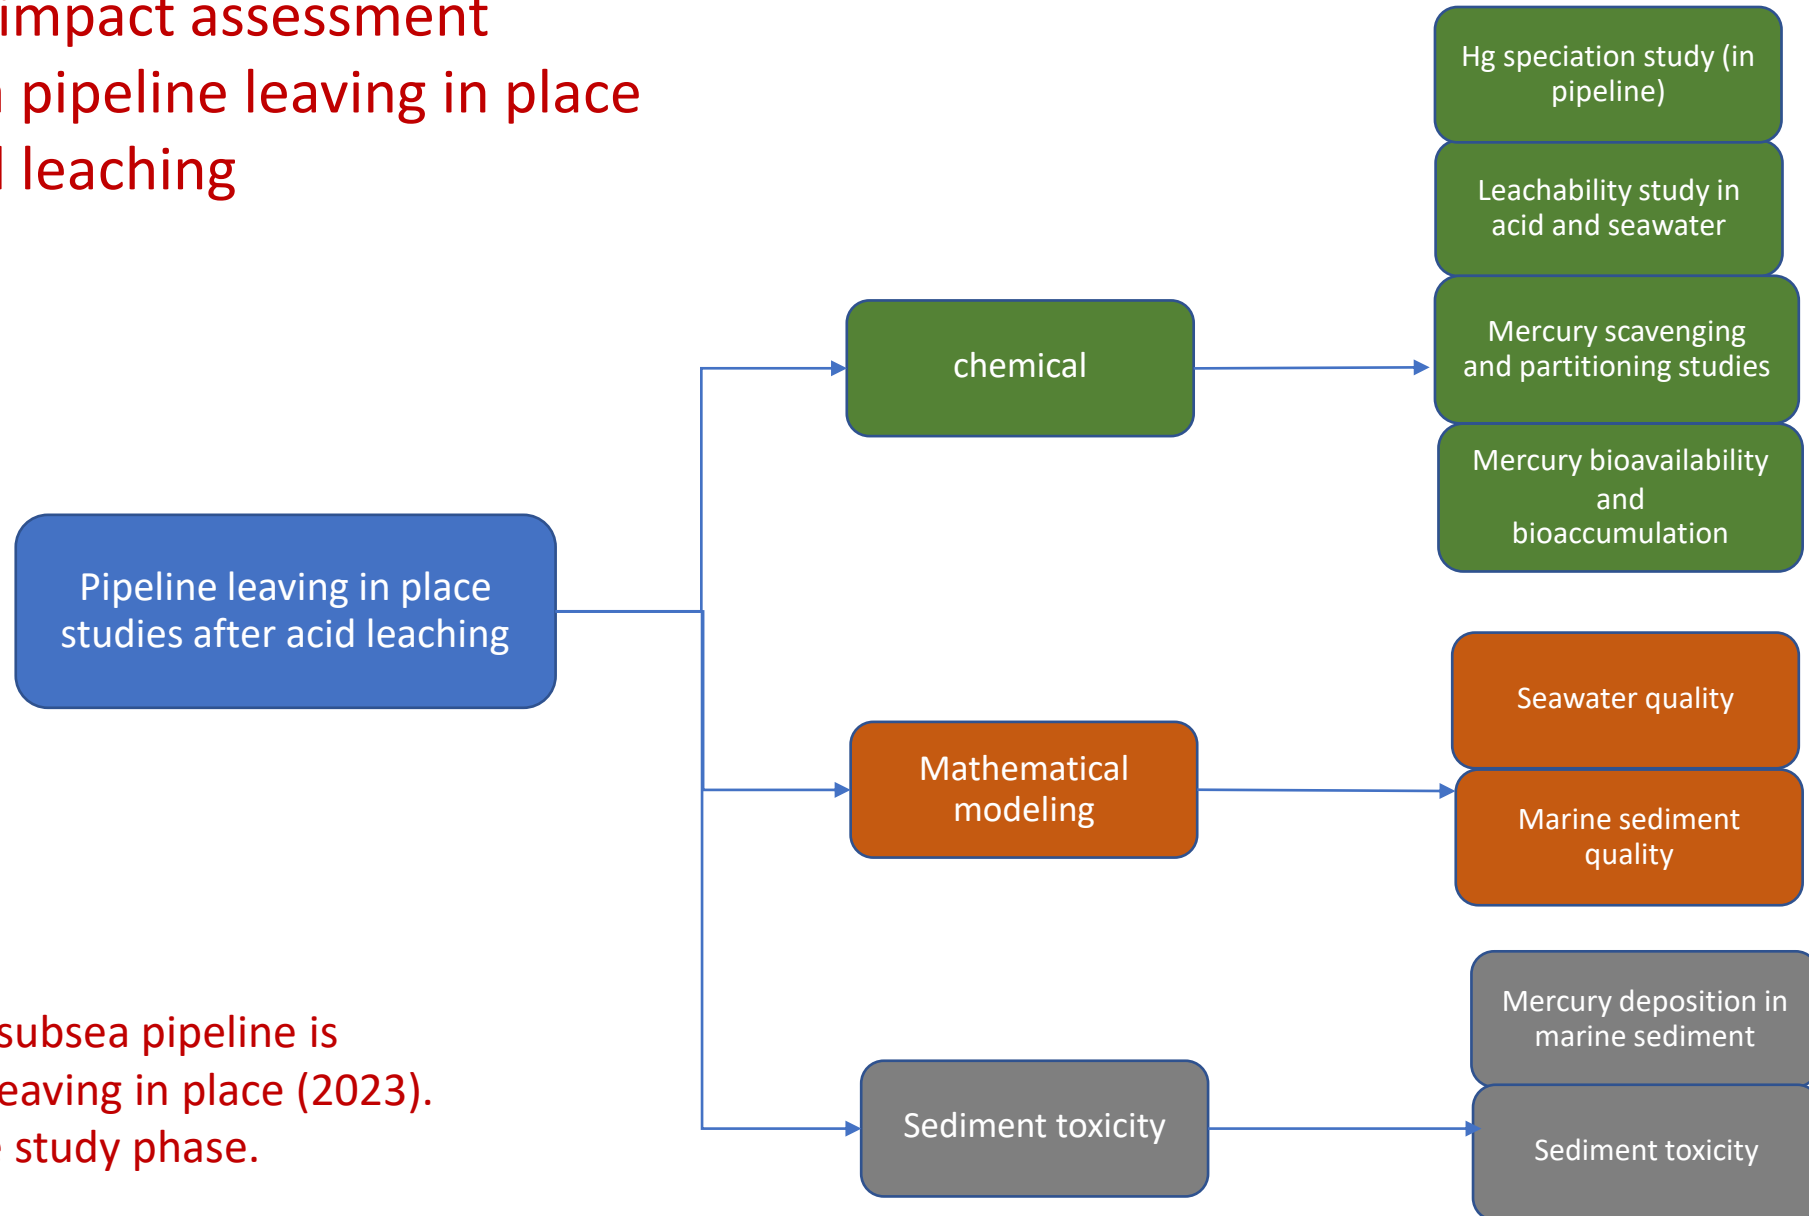 impact assessment
pipeline leaving in place
leaching
Hg speciation study (in
pipeline)
Leachability study in
acid and seawater
Mercury scavenging
and partitioning studies
Mercury bioavailability
and
bioaccumulation
chemical
Pipeline leaving in place
studies after acid leaching
Mathematical
modeling
Seawater quality
Marine sediment
quality
Sediment toxicity
Mercury deposition in
marine sediment
Sediment toxicity
subsea pipeline is
eaving in place (2023).
study phase.